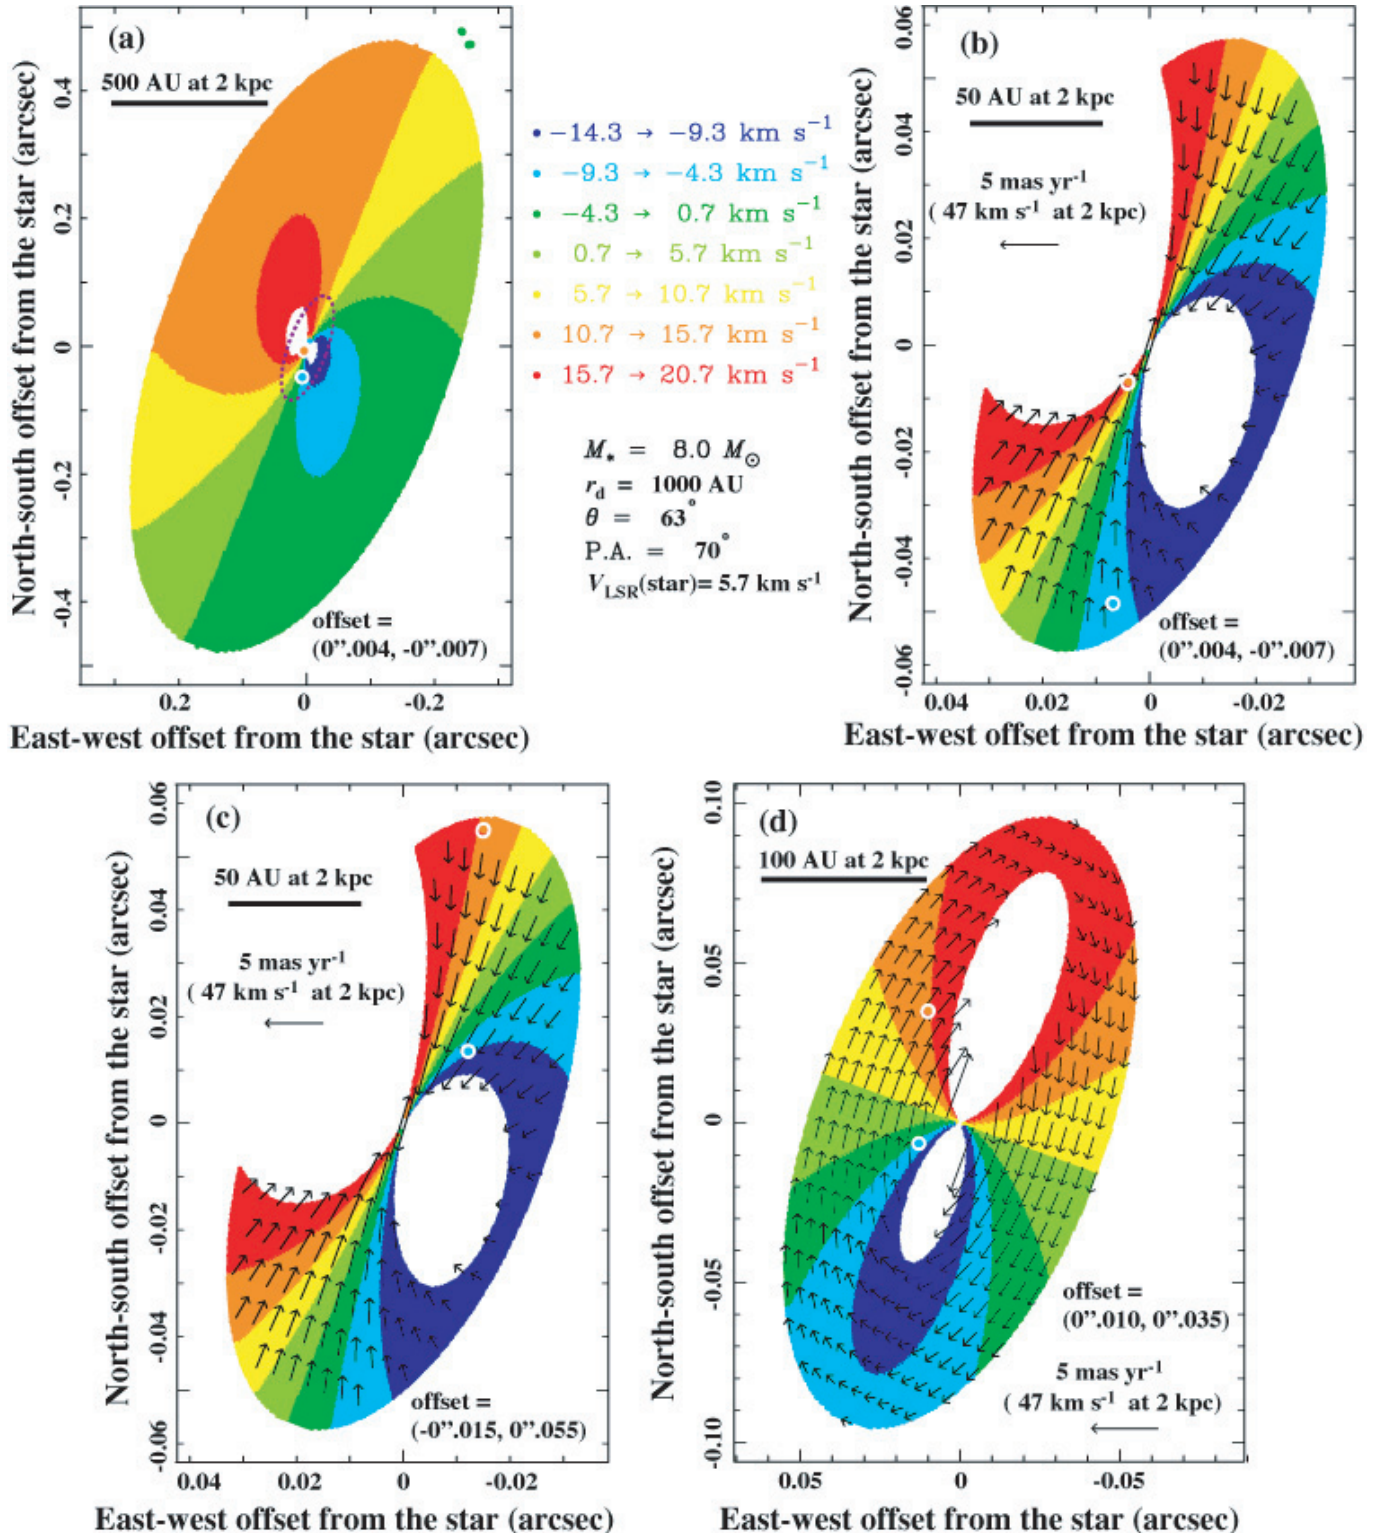 (a)
500 AU at 2 kpc
0.4
0.2
0
-0.2
-0.4
North-south offset from the star (arcsec)
offset =
(0".004, -0".007)
0.2
0
-0.2
East-west offset from the star (arcsec)
−14.3 → −9.3 km s⁻¹
−9.3 → −4.3 km s⁻¹
−4.3 → 0.7 km s⁻¹
0.7 → 5.7 km s⁻¹
5.7 → 10.7 km s⁻¹
10.7 → 15.7 km s⁻¹
15.7 → 20.7 km s⁻¹
M* = 8.0 M⊙
r_d = 1000 AU
θ = 63°
P.A. = 70°
V_LSR(star)= 5.7 km s⁻¹
(b)
50 AU at 2 kpc
5 mas yr⁻¹
( 47 km s⁻¹ at 2 kpc)
0.06
0.04
0.02
0
-0.02
-0.04
-0.06
North-south offset from the star (arcsec)
offset =
(0".004, -0".007)
0.04
0.02
0
-0.02
East-west offset from the star (arcsec)
(c)
50 AU at 2 kpc
5 mas yr⁻¹
( 47 km s⁻¹ at 2 kpc)
0.06
0.04
0.02
0
-0.02
-0.04
-0.06
North-south offset from the star (arcsec)
offset =
(-0".015, 0".055)
0.04
0.02
0
-0.02
East-west offset from the star (arcsec)
(d)
100 AU at 2 kpc
0.10
0.05
0
-0.05
-0.10
North-south offset from the star (arcsec)
offset =
(0".010, 0".035)
5 mas yr⁻¹
( 47 km s⁻¹ at 2 kpc)
0.05
0
-0.05
East-west offset from the star (arcsec)